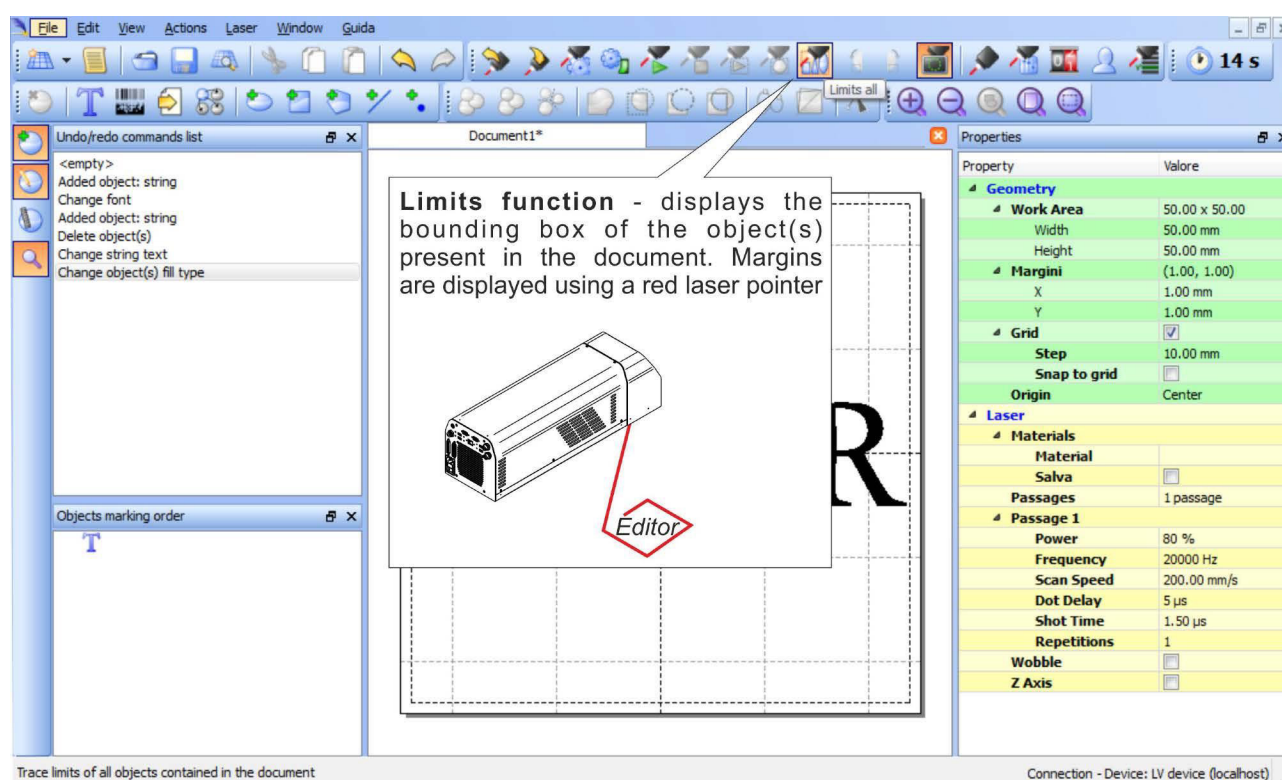 File Edit View Actions Laser Window Guida
14 s
Limits all
Undo/redo commands list
<empty>
Added object: string
Change font
Added object: string
Delete object(s)
Change string text
Change object(s) fill type
Objects marking order
T
Document1*
Limits function - displays the
bounding box of the object(s)
present in the document. Margins
are displayed using a red laser pointer
Editor
R
Properties
Property Valore
Geometry
Work Area 50.00 x 50.00
Width 50.00 mm
Height 50.00 mm
Margini (1.00, 1.00)
X 1.00 mm
Y 1.00 mm
Grid
Step 10.00 mm
Snap to grid
Origin Center
Laser
Materials
Material
Salva
Passages 1 passage
Passage 1
Power 80 %
Frequency 20000 Hz
Scan Speed 200.00 mm/s
Dot Delay 5 µs
Shot Time 1.50 µs
Repetitions 1
Wobble
Z Axis
Trace limits of all objects contained in the document
Connection - Device: LV device (localhost)